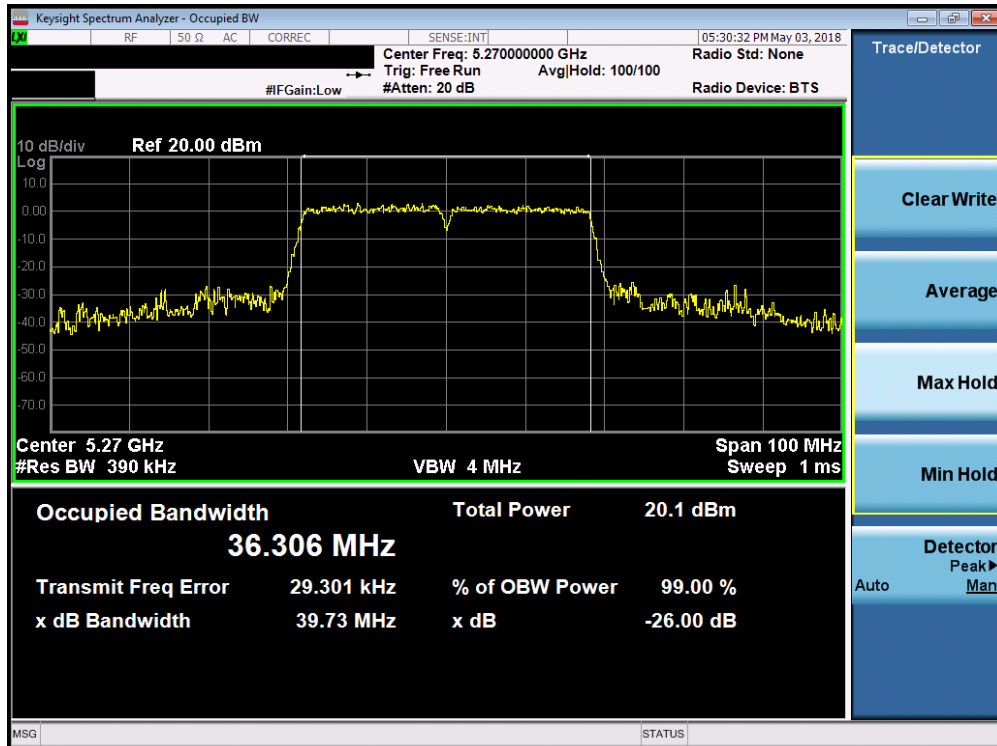 Keysight Spectrum Analyzer - Occupied BW
LXI RF 50 Ω AC CORREC SENSE:INT 05:30:32 PM May 03, 2018
Center Freq: 5.270000000 GHz Radio Std: None
Trig: Free Run Avg|Hold: 100/100
#IFGain:Low #Atten: 20 dB Radio Device: BTS
Trace/Detector
10 dB/div Ref 20.00 dBm
Log
10.0
0.00
-10.0
-20.0
-30.0
-40.0
-50.0
-60.0
-70.0
Center 5.27 GHz Span 100 MHz
#Res BW 390 kHz VBW 4 MHz Sweep 1 ms
Occupied Bandwidth Total Power 20.1 dBm
36.306 MHz
Transmit Freq Error 29.301 kHz % of OBW Power 99.00 %
x dB Bandwidth 39.73 MHz x dB -26.00 dB
Clear Write
Average
Max Hold
Min Hold
Detector
Peak▶
Auto Man
MSG STATUS